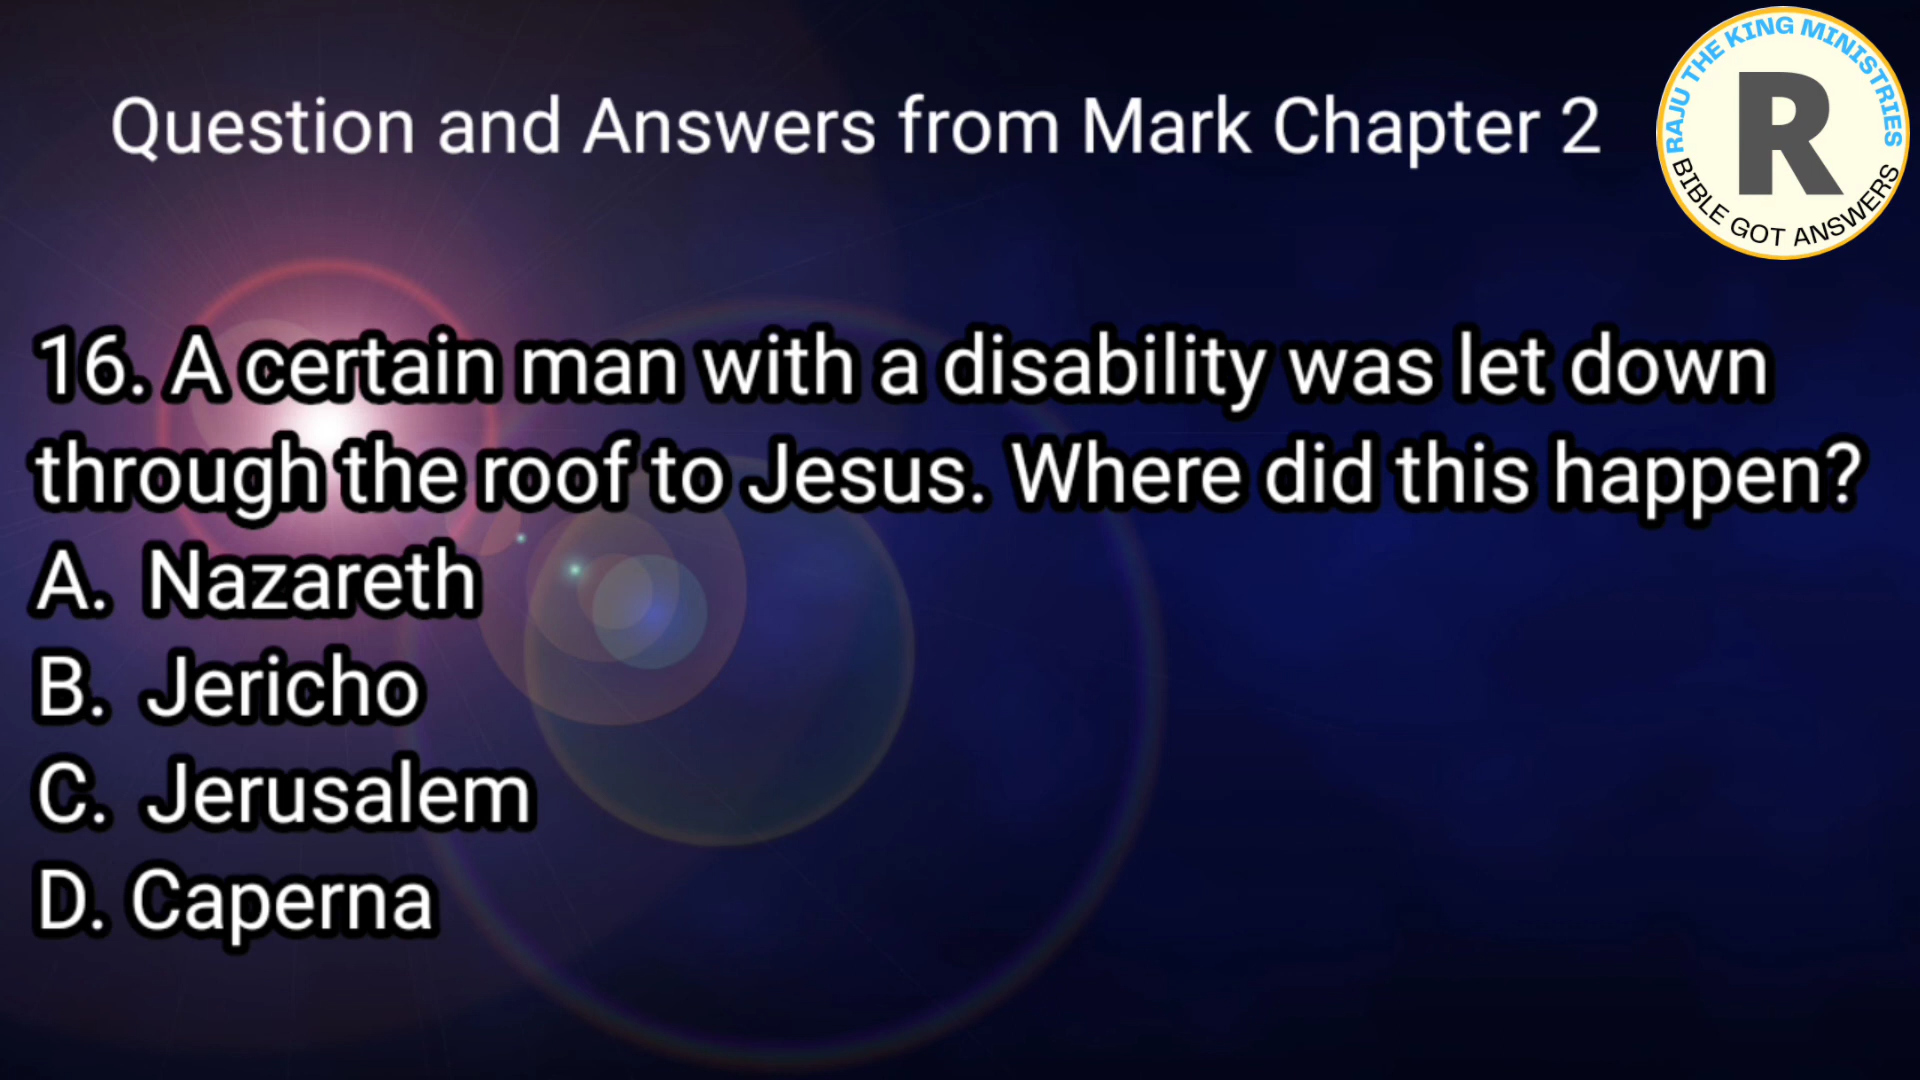 Question and Answers from Mark Chapter 2
RAJU THE KING MINISTRIES
R
BIBLE GOT ANSWERS
16. A certain man with a disability was let down
through the roof to Jesus. Where did this happen?
A. Nazareth
B. Jericho
C. Jerusalem
D. Caperna